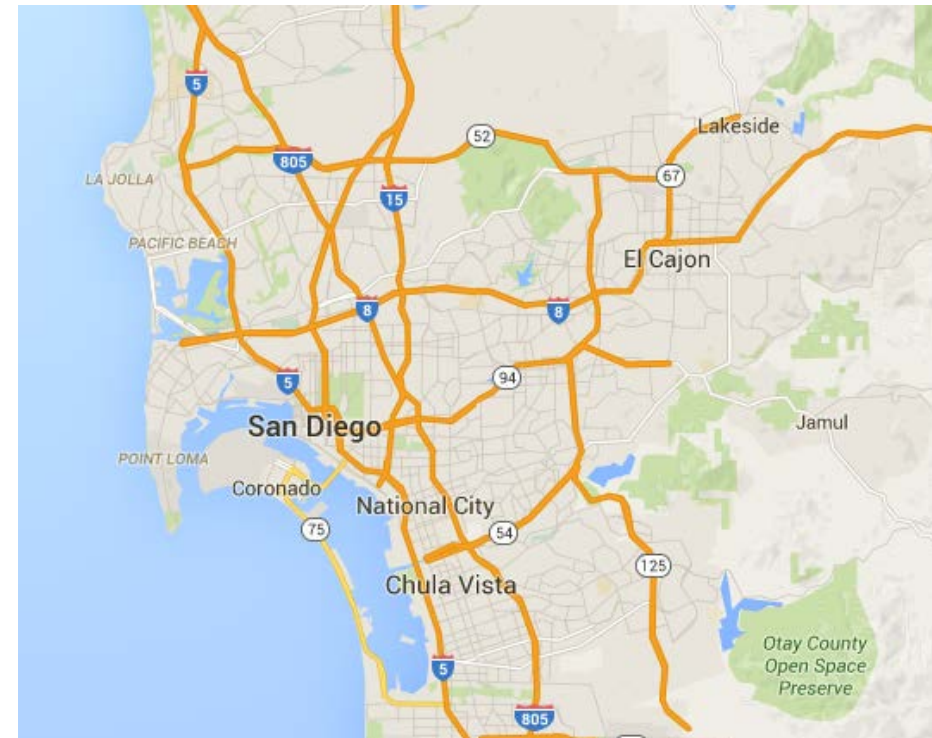 5
52
Lakeside
805
LA JOLLA
67
15
PACIFIC BEACH
El Cajon
8
8
5
94
San Diego
Jamul
POINT LOMA
Coronado
National City
75
54
125
Chula Vista
Otay County
Open Space
Preserve
5
805